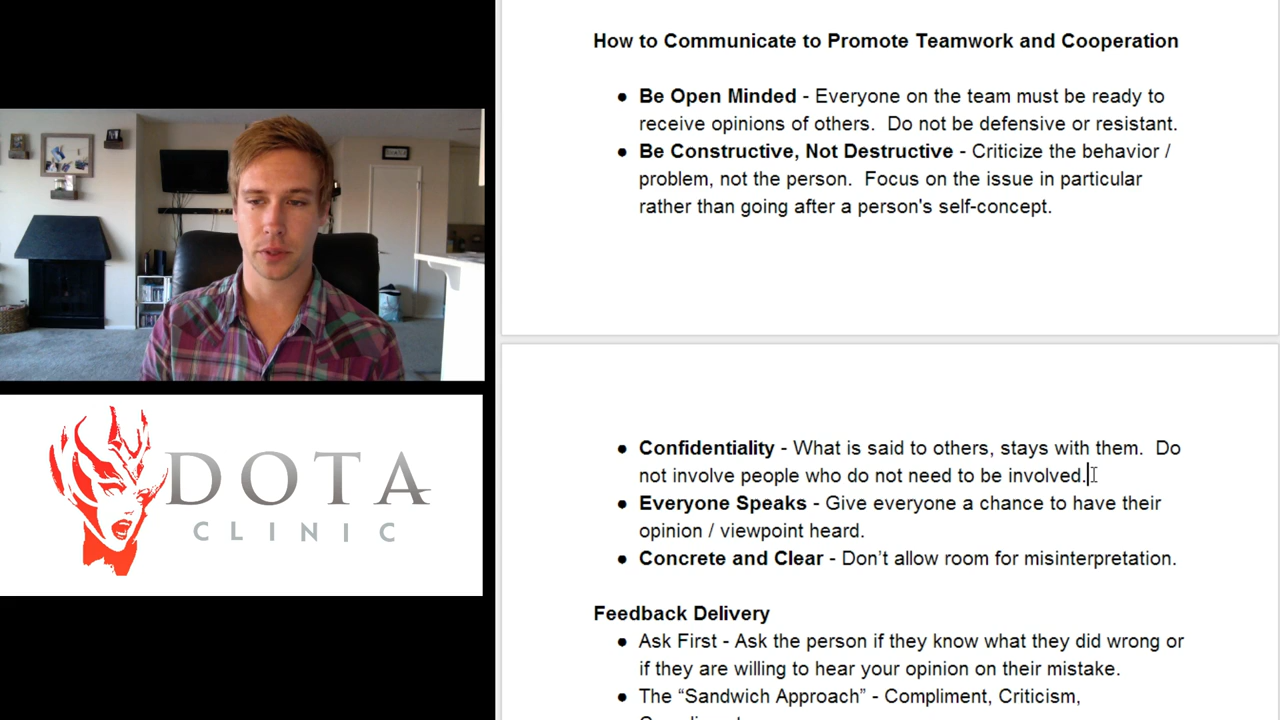 How to Communicate to Promote Teamwork and Cooperation
● Be Open Minded - Everyone on the team must be ready to
receive opinions of others.  Do not be defensive or resistant.
● Be Constructive, Not Destructive - Criticize the behavior /
problem, not the person.  Focus on the issue in particular
rather than going after a person's self-concept.
● Confidentiality - What is said to others, stays with them.  Do
not involve people who do not need to be involved.
● Everyone Speaks - Give everyone a chance to have their
opinion / viewpoint heard.
● Concrete and Clear - Don’t allow room for misinterpretation.
Feedback Delivery
● Ask First - Ask the person if they know what they did wrong or
if they are willing to hear your opinion on their mistake.
● The “Sandwich Approach” - Compliment, Criticism,
DOTA
CLINIC